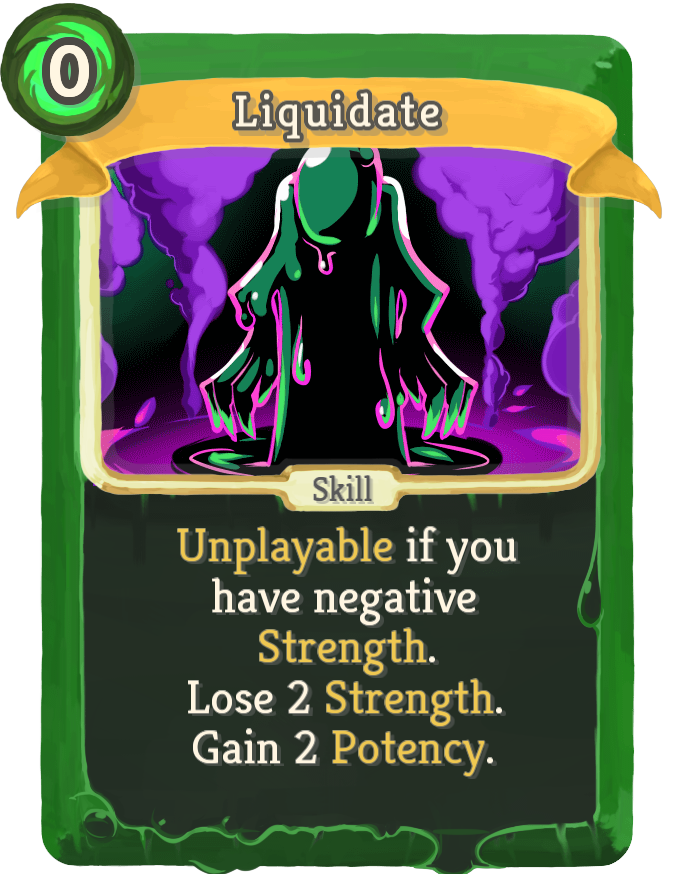 0
Liquidate
Skill
Unplayable if you
have negative
Strength.
Lose 2 Strength.
Gain 2 Potency.